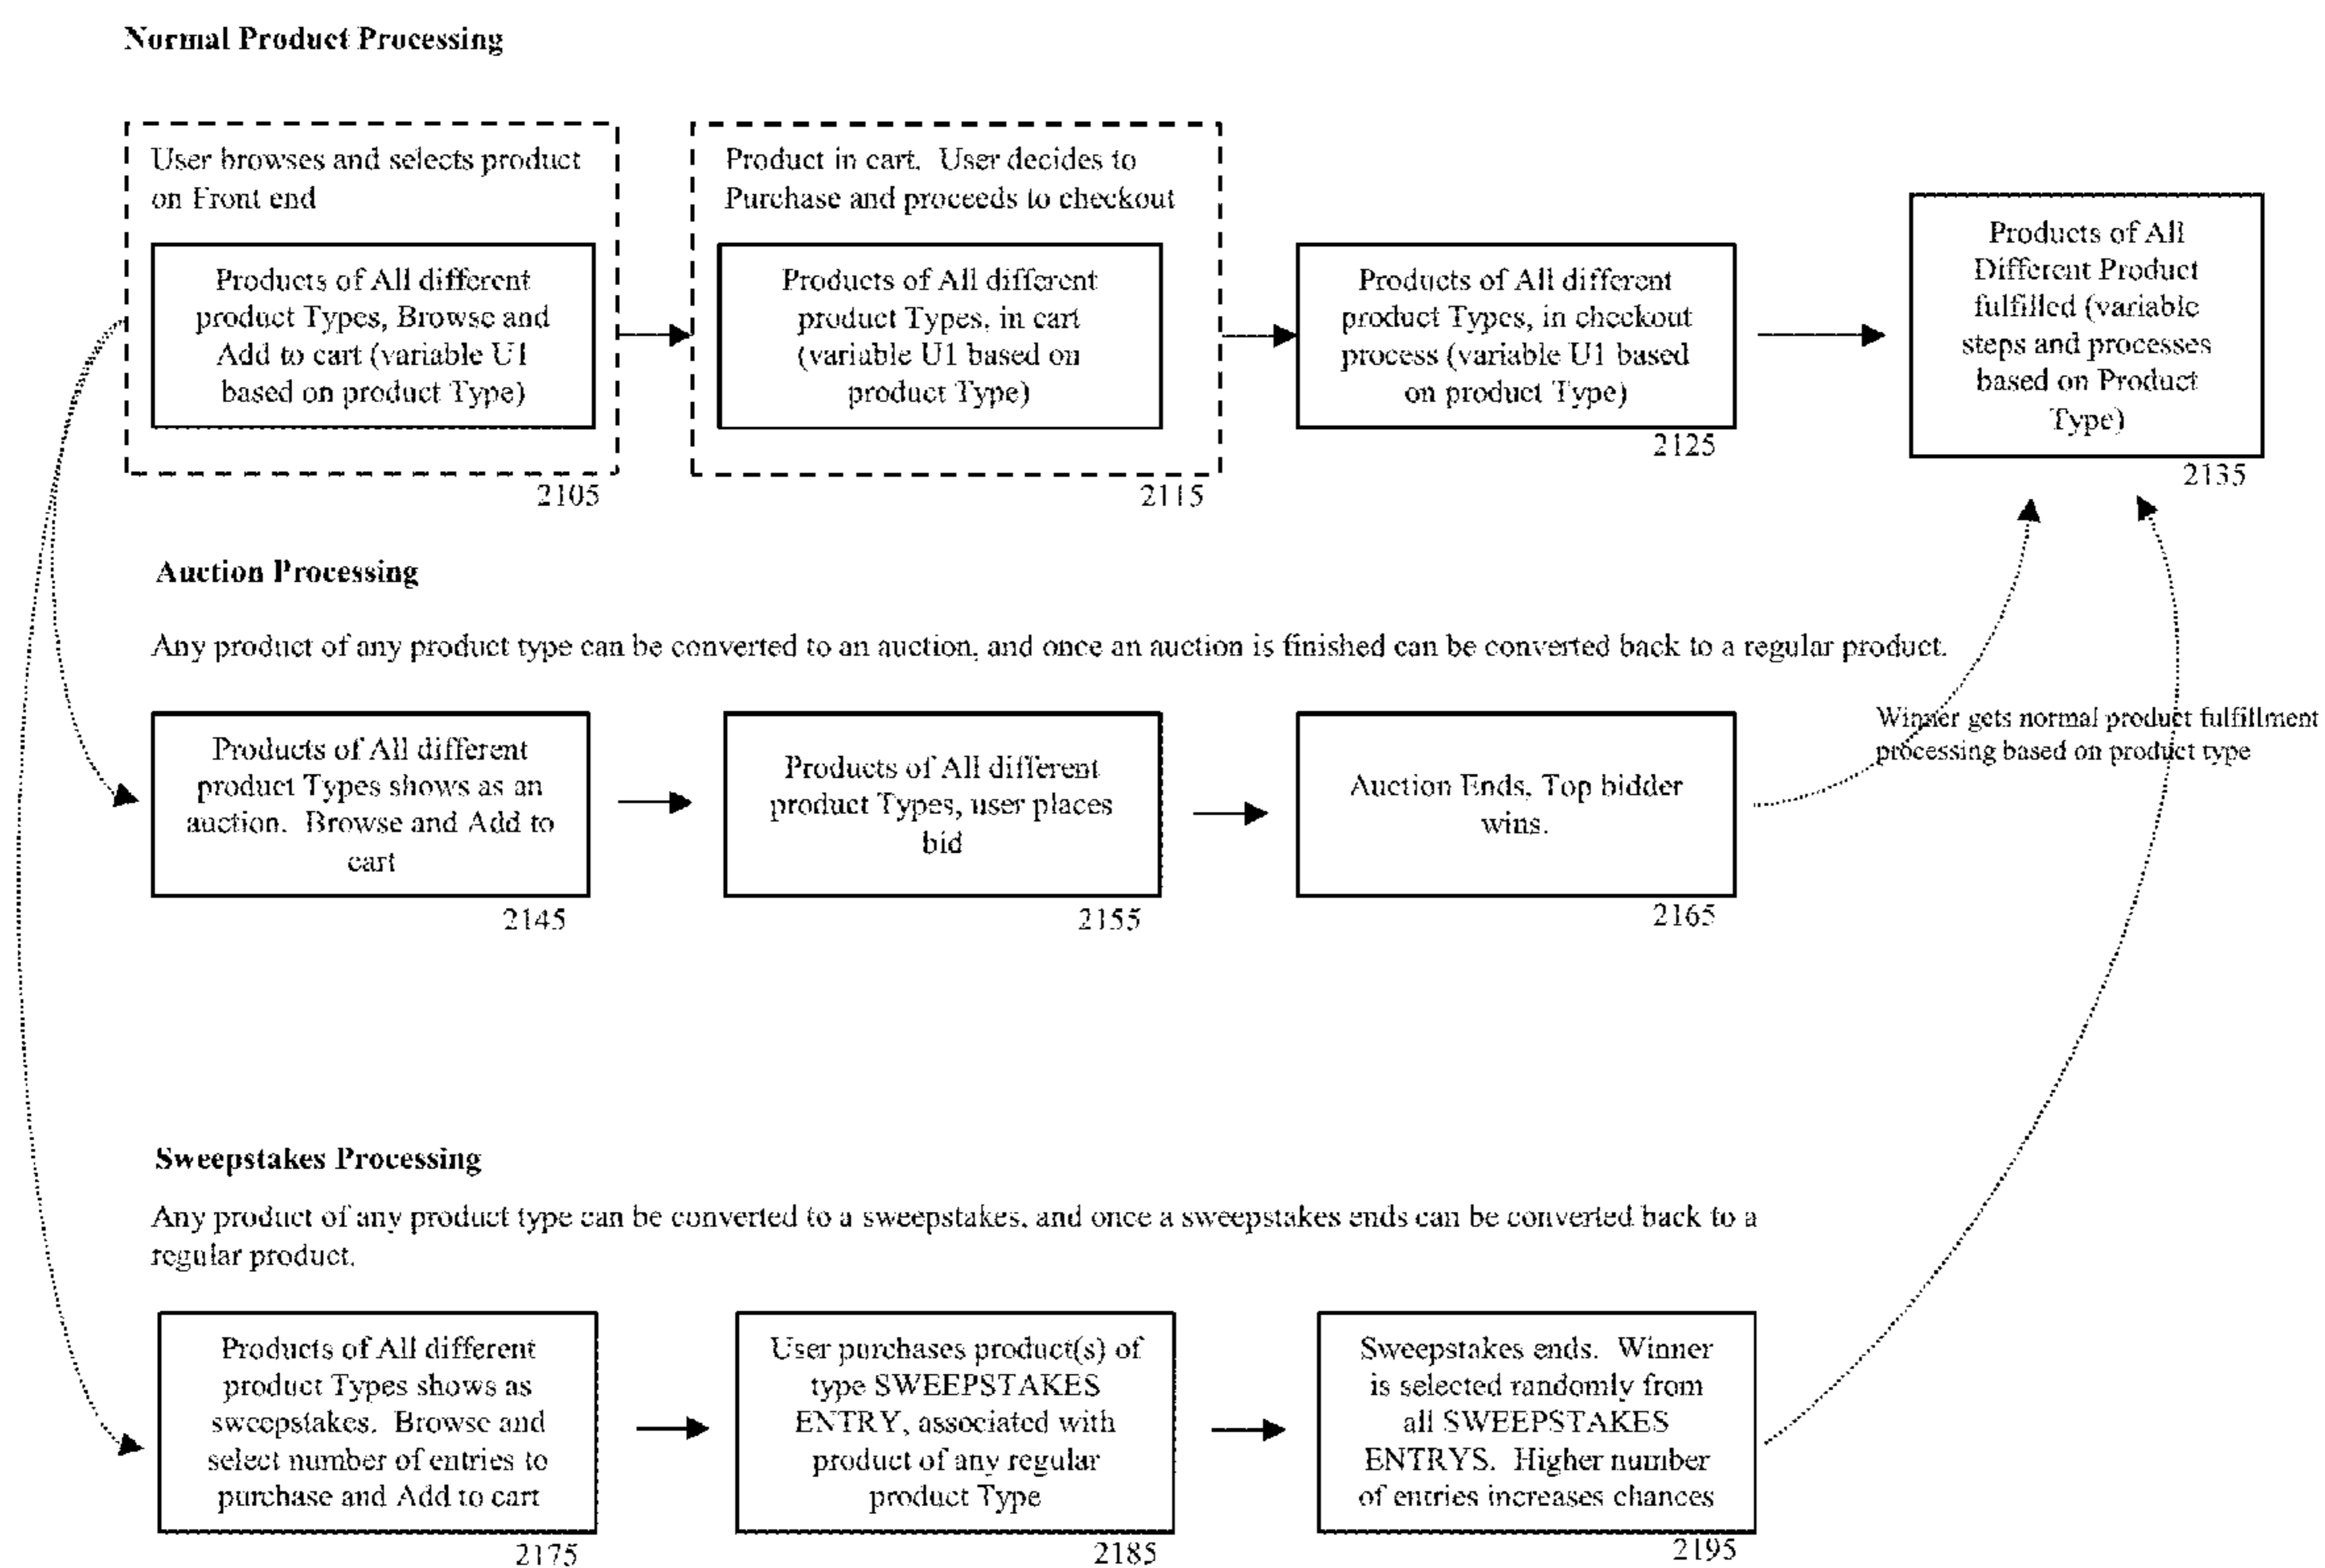 Normal Product Processing
User browses and selects product
on Front end
Products of All different
product Types, Browse and
Add to cart (variable U1
based on product Type)
2105
Product in cart. User decides to
Purchase and proceeds to checkout
Products of All different
product Types, in cart
(variable U1 based on
product Type)
2115
Products of All different
product Types, in checkout
process (variable U1 based
on product Type)
2125
Products of All
Different Product
fulfilled (variable
steps and processes
based on Product
Type)
2135
Auction Processing
Any product of any product type can be converted to an auction, and once an auction is finished can be converted back to a regular product.
Products of All different
product Types shows as an
auction. Browse and Add to
cart
2145
Products of All different
product Types, user places
bid
2155
Auction Ends, Top bidder
wins.
2165
Winner gets normal product fulfillment
processing based on product type
Sweepstakes Processing
Any product of any product type can be converted to a sweepstakes, and once a sweepstakes ends can be converted back to a
regular product.
Products of All different
product Types shows as
sweepstakes. Browse and
select number of entries to
purchase and Add to cart
2175
User purchases product(s) of
type SWEEPSTAKES
ENTRY, associated with
product of any regular
product Type
2185
Sweepstakes ends. Winner
is selected randomly from
all SWEEPSTAKES
ENTRYS. Higher number
of entries increases chances
2195